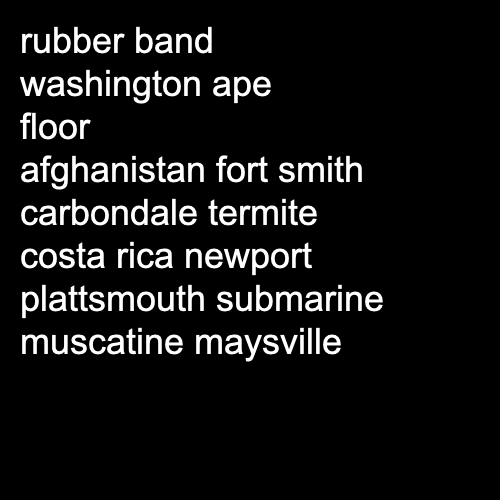 rubber band
washington ape
floor
afghanistan fort smith
carbondale termite
costa rica newport
plattsmouth submarine
muscatine maysville